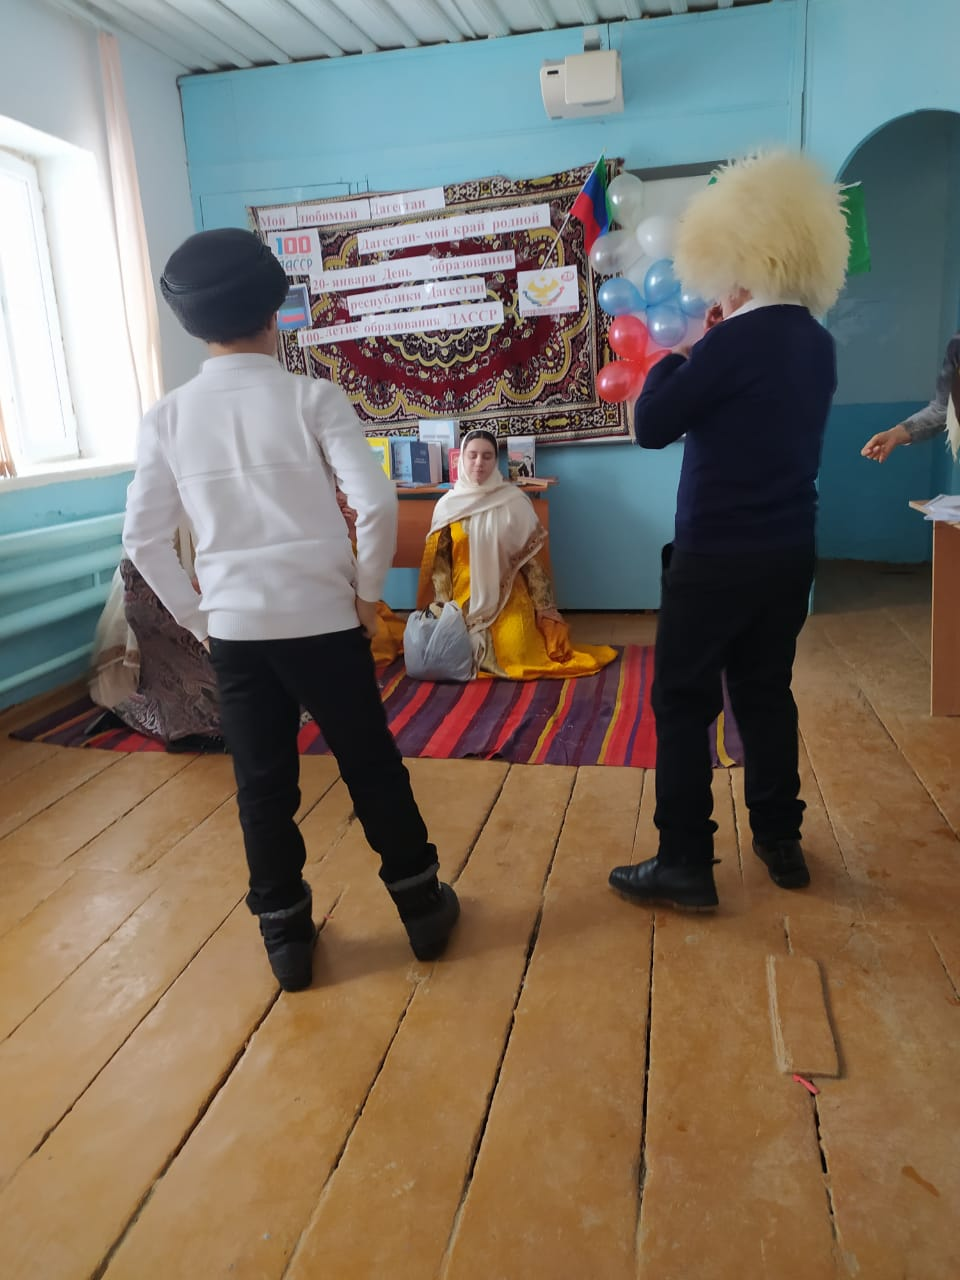 Мой любимый Дагестан
100
ДАССР
Дагестан- мой край родной
20- января День образования
республики Дагестан
100-летие образования ДАССР